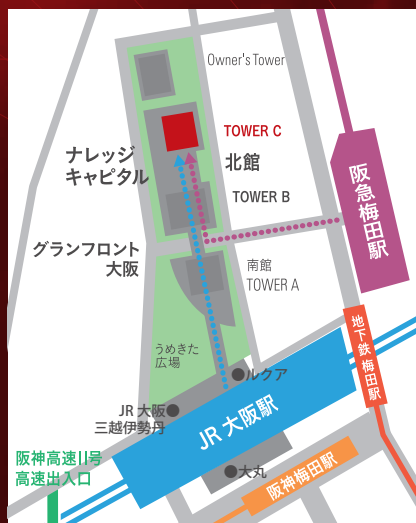 Owner's Tower
TOWER C
ナレッジ
キャピタル
北館
TOWER B
阪急梅田駅
グランフロント
大阪
南館
TOWER A
うめきた
広場
地下鉄 梅田駅
ルクア
JR 大阪
三越伊勢丹
JR 大阪駅
阪神高速11号
高速出入口
大丸
阪神梅田駅